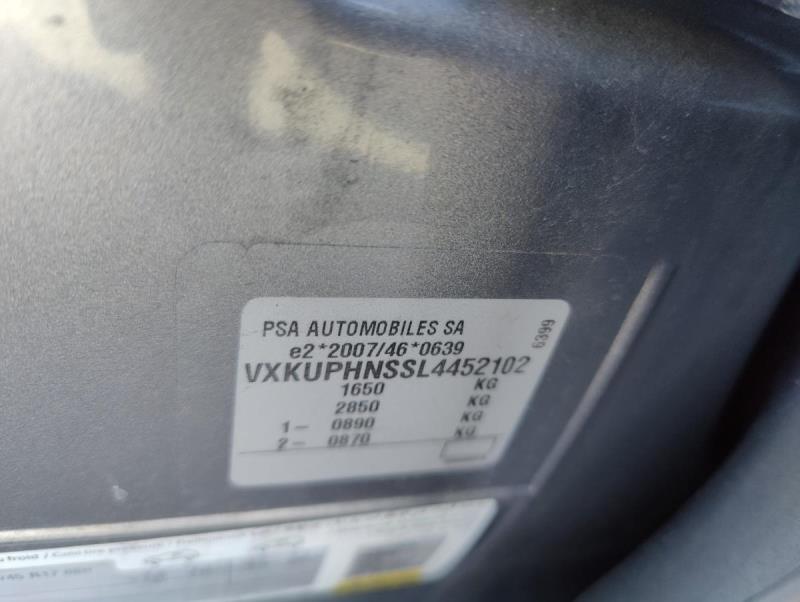 PSA AUTOMOBILES SA
e2*2007/46*0639
VXKUPHNSSL4452102
1650 KG
2850 KG
1- 0890 KG
2- 0870 KG
6399